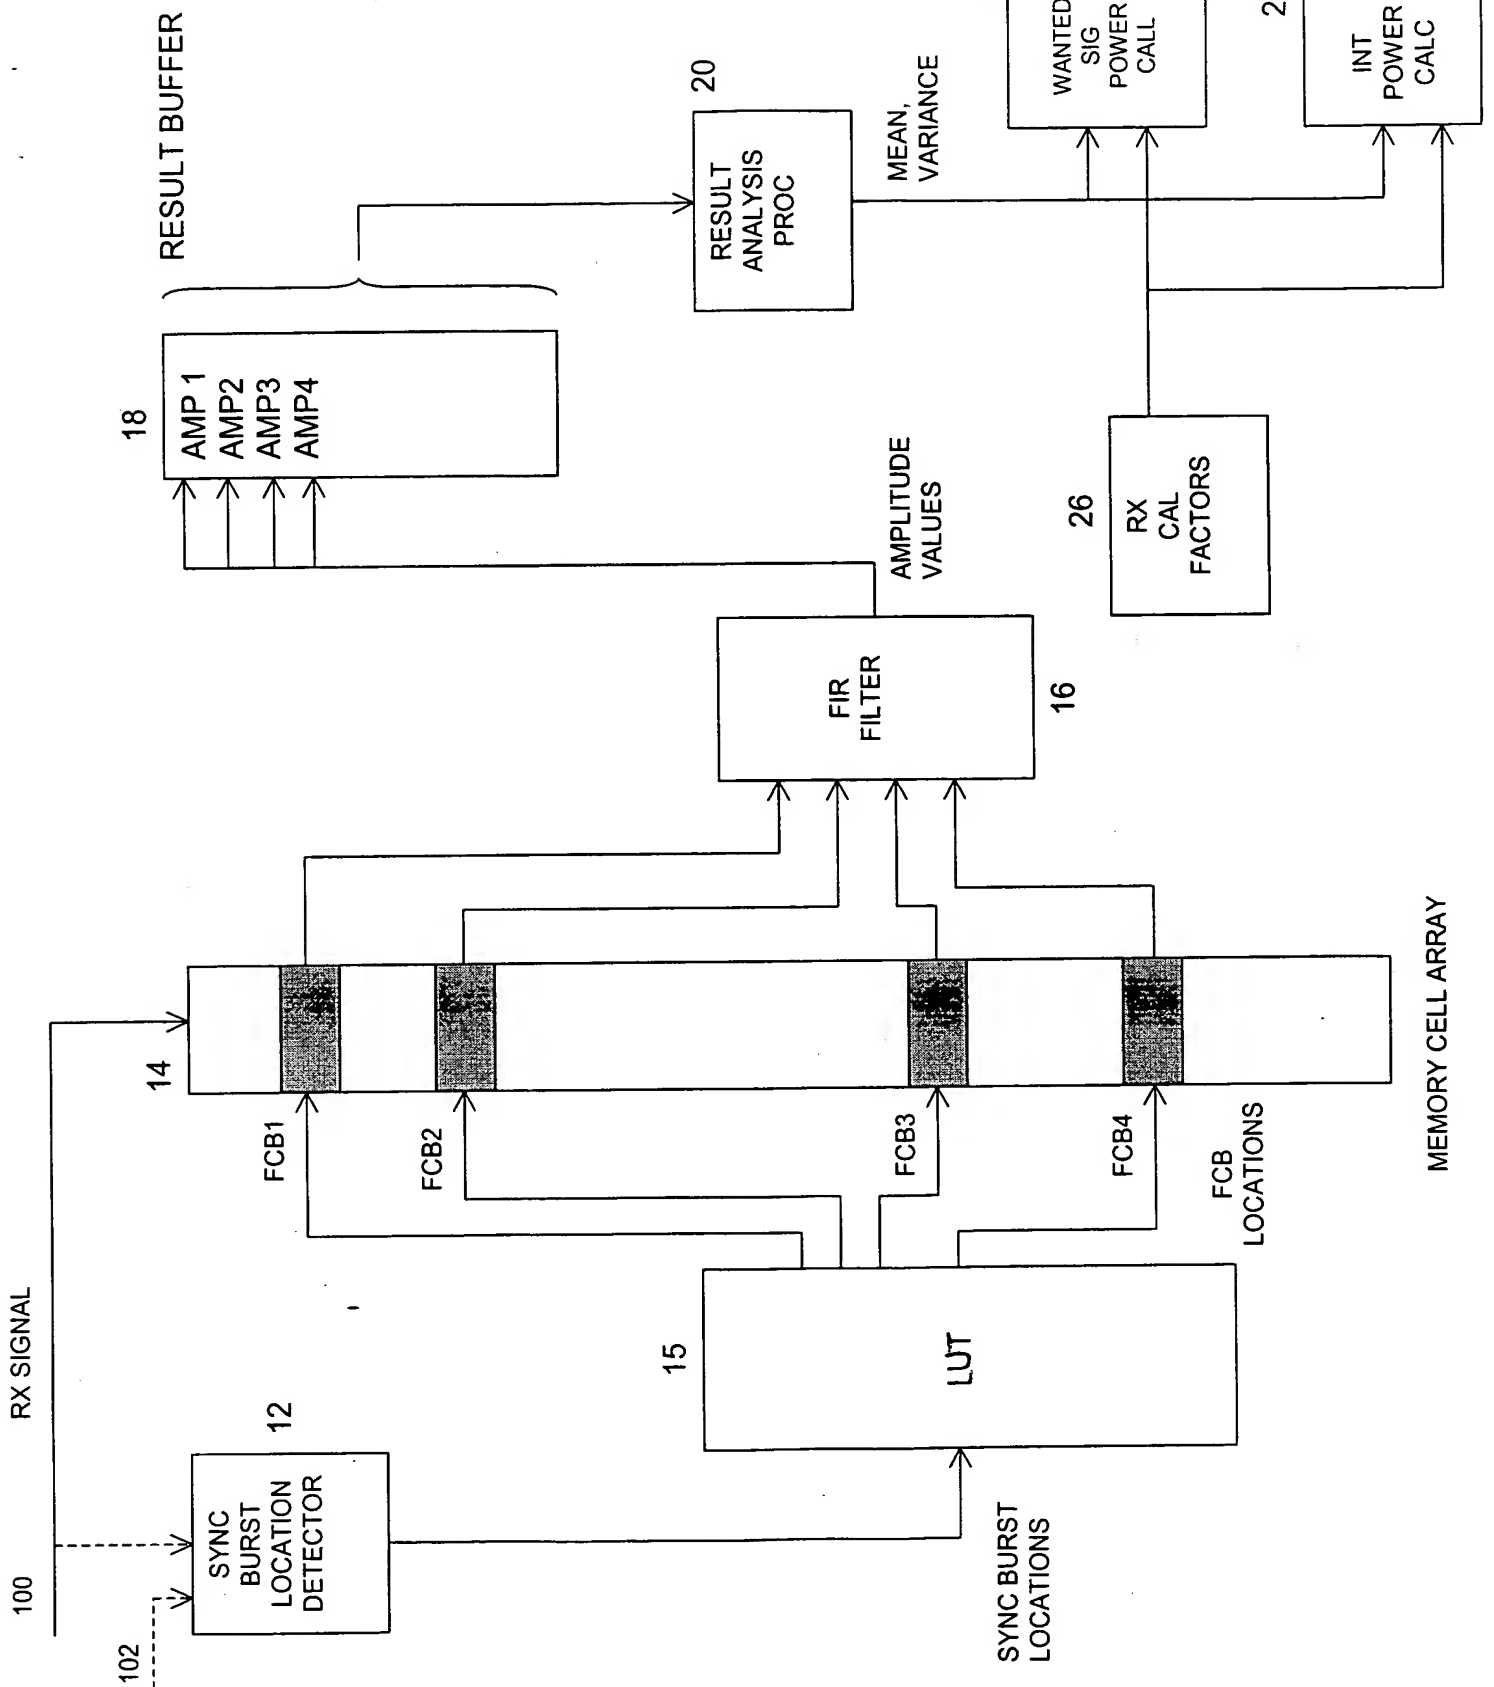 100
RX SIGNAL
102
SYNC
BURST
LOCATION
DETECTOR
12
SYNC BURST
LOCATIONS
15
LUT
14
FCB1
FCB2
FCB3
FCB4
FCB
LOCATIONS
MEMORY CELL ARRAY
FIR
FILTER
16
AMPLITUDE
VALUES
18
AMP 1
AMP2
AMP3
AMP4
RESULT BUFFER
RESULT
ANALYSIS
PROC
20
MEAN,
VARIANCE
26
RX
CAL
FACTORS
WANTED
SIG
POWER
CALL
2
INT
POWER
CALC